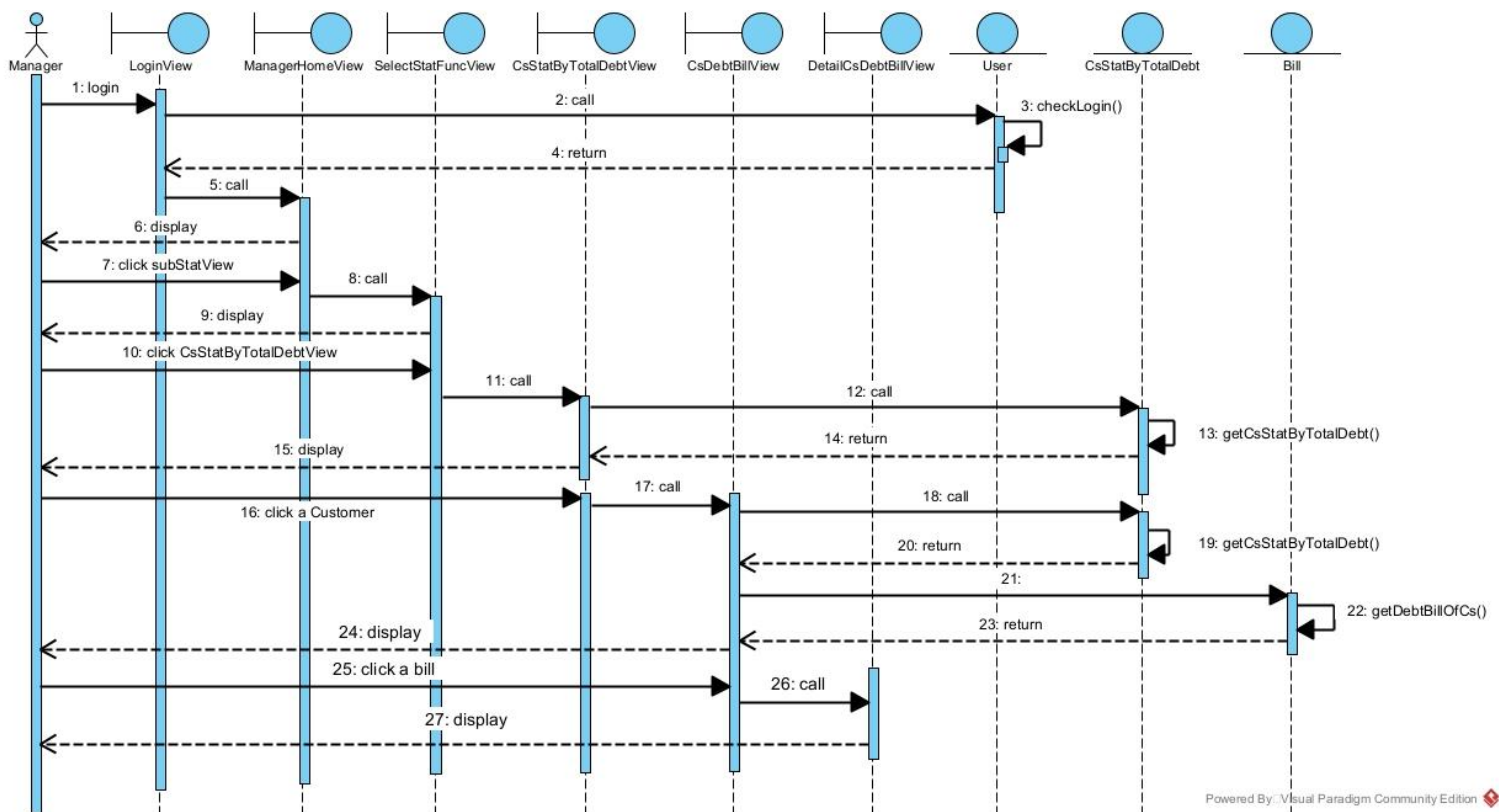 Manager
LoginView
ManagerHomeView
SelectStatFuncView
CsStatByTotalDebtView
CsDebtBillView
DetailCsDebtBillView
User
CsStatByTotalDebt
Bill
1: login
2: call
3: checkLogin()
4: return
5: call
6: display
7: click subStatView
8: call
9: display
10: click CsStatByTotalDebtView
11: call
12: call
13: getCsStatByTotalDebt()
14: return
15: display
16: click a Customer
17: call
18: call
19: getCsStatByTotalDebt()
20: return
21:
22: getDebtBillOfCs()
23: return
24: display
25: click a bill
26: call
27: display
Powered By Visual Paradigm Community Edition